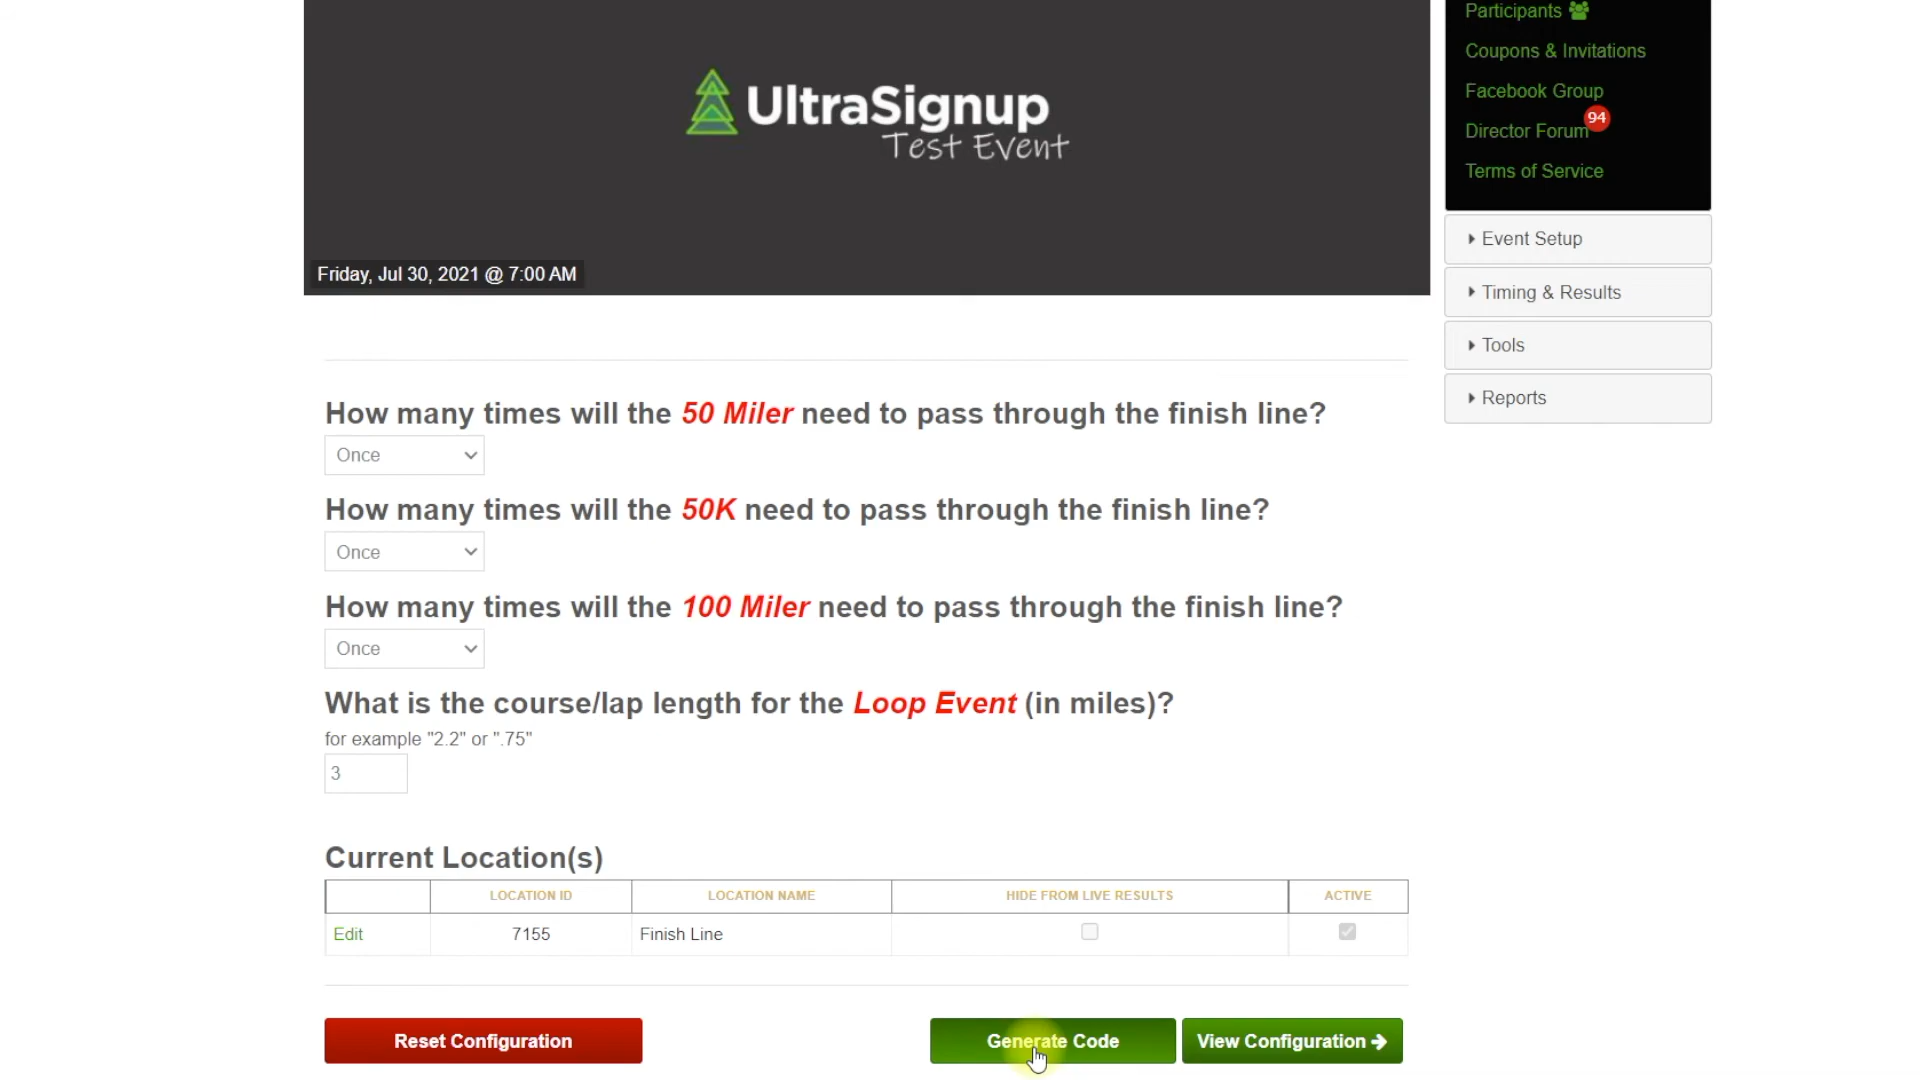 UltraSignup
Test Event
Friday, Jul 30, 2021 @ 7:00 AM
Participants
Coupons & Invitations
Facebook Group
Director Forum 94
Terms of Service
Event Setup
Timing & Results
Tools
Reports
How many times will the 50 Miler need to pass through the finish line?
Once
How many times will the 50K need to pass through the finish line?
Once
How many times will the 100 Miler need to pass through the finish line?
Once
What is the course/lap length for the Loop Event (in miles)?
for example "2.2" or ".75"
3
Current Location(s)
LOCATION ID LOCATION NAME HIDE FROM LIVE RESULTS ACTIVE
Edit 7155 Finish Line
Reset Configuration Generate Code View Configuration